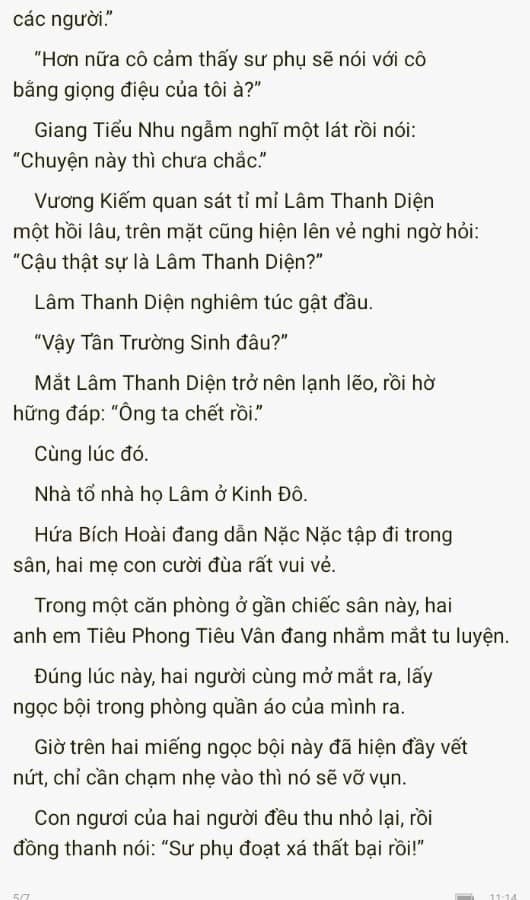 các người.”
“Hơn nữa cô cảm thấy sư phụ sẽ nói với cô
bằng giọng điệu của tôi à?”
Giang Tiểu Nhu ngẫm nghĩ một lát rồi nói:
“Chuyện này thì chưa chắc.”
Vương Kiếm quan sát tỉ mỉ Lâm Thanh Diện
một hồi lâu, trên mặt cũng hiện lên vẻ nghi ngờ hỏi:
“Cậu thật sự là Lâm Thanh Diện?”
Lâm Thanh Diện nghiêm túc gật đầu.
“Vậy Tần Trường Sinh đâu?”
Mắt Lâm Thanh Diện trở nên lạnh lẽo, rồi hờ
hững đáp: “Ông ta chết rồi.”
Cùng lúc đó.
Nhà tổ nhà họ Lâm ở Kinh Đô.
Hứa Bích Hoài đang dẫn Nặc Nặc tập đi trong
sân, hai mẹ con cười đùa rất vui vẻ.
Trong một căn phòng ở gần chiếc sân này, hai
anh em Tiêu Phong Tiêu Vân đang nhắm mắt tu luyện.
Đúng lúc này, hai người cùng mở mắt ra, lấy
ngọc bội trong phòng quần áo của mình ra.
Giờ trên hai miếng ngọc bội này đã hiện đầy vết
nứt, chỉ cần chạm nhẹ vào thì nó sẽ vỡ vụn.
Con ngươi của hai người đều thu nhỏ lại, rồi
đồng thanh nói: “Sư phụ đoạt xá thất bại rồi!”
5/7
11:14